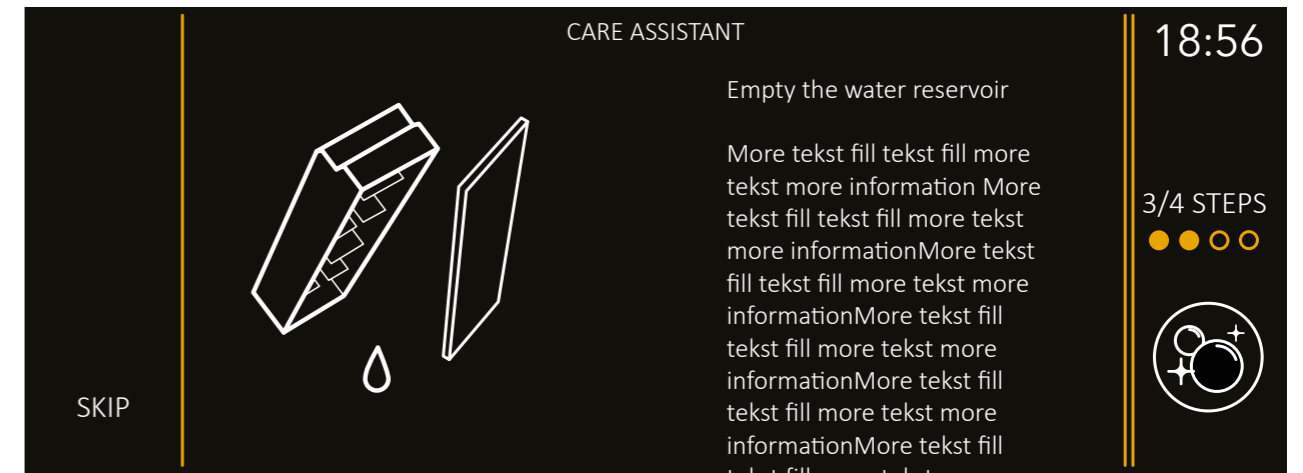 CARE ASSISTANT
18:56
Empty the water reservoir
More tekst fill tekst fill more
tekst more information More
tekst fill tekst fill more tekst
more informationMore tekst
fill tekst fill more tekst more
informationMore tekst fill
tekst fill more tekst more
informationMore tekst fill
tekst fill more tekst more
informationMore tekst fill
3/4 STEPS
SKIP